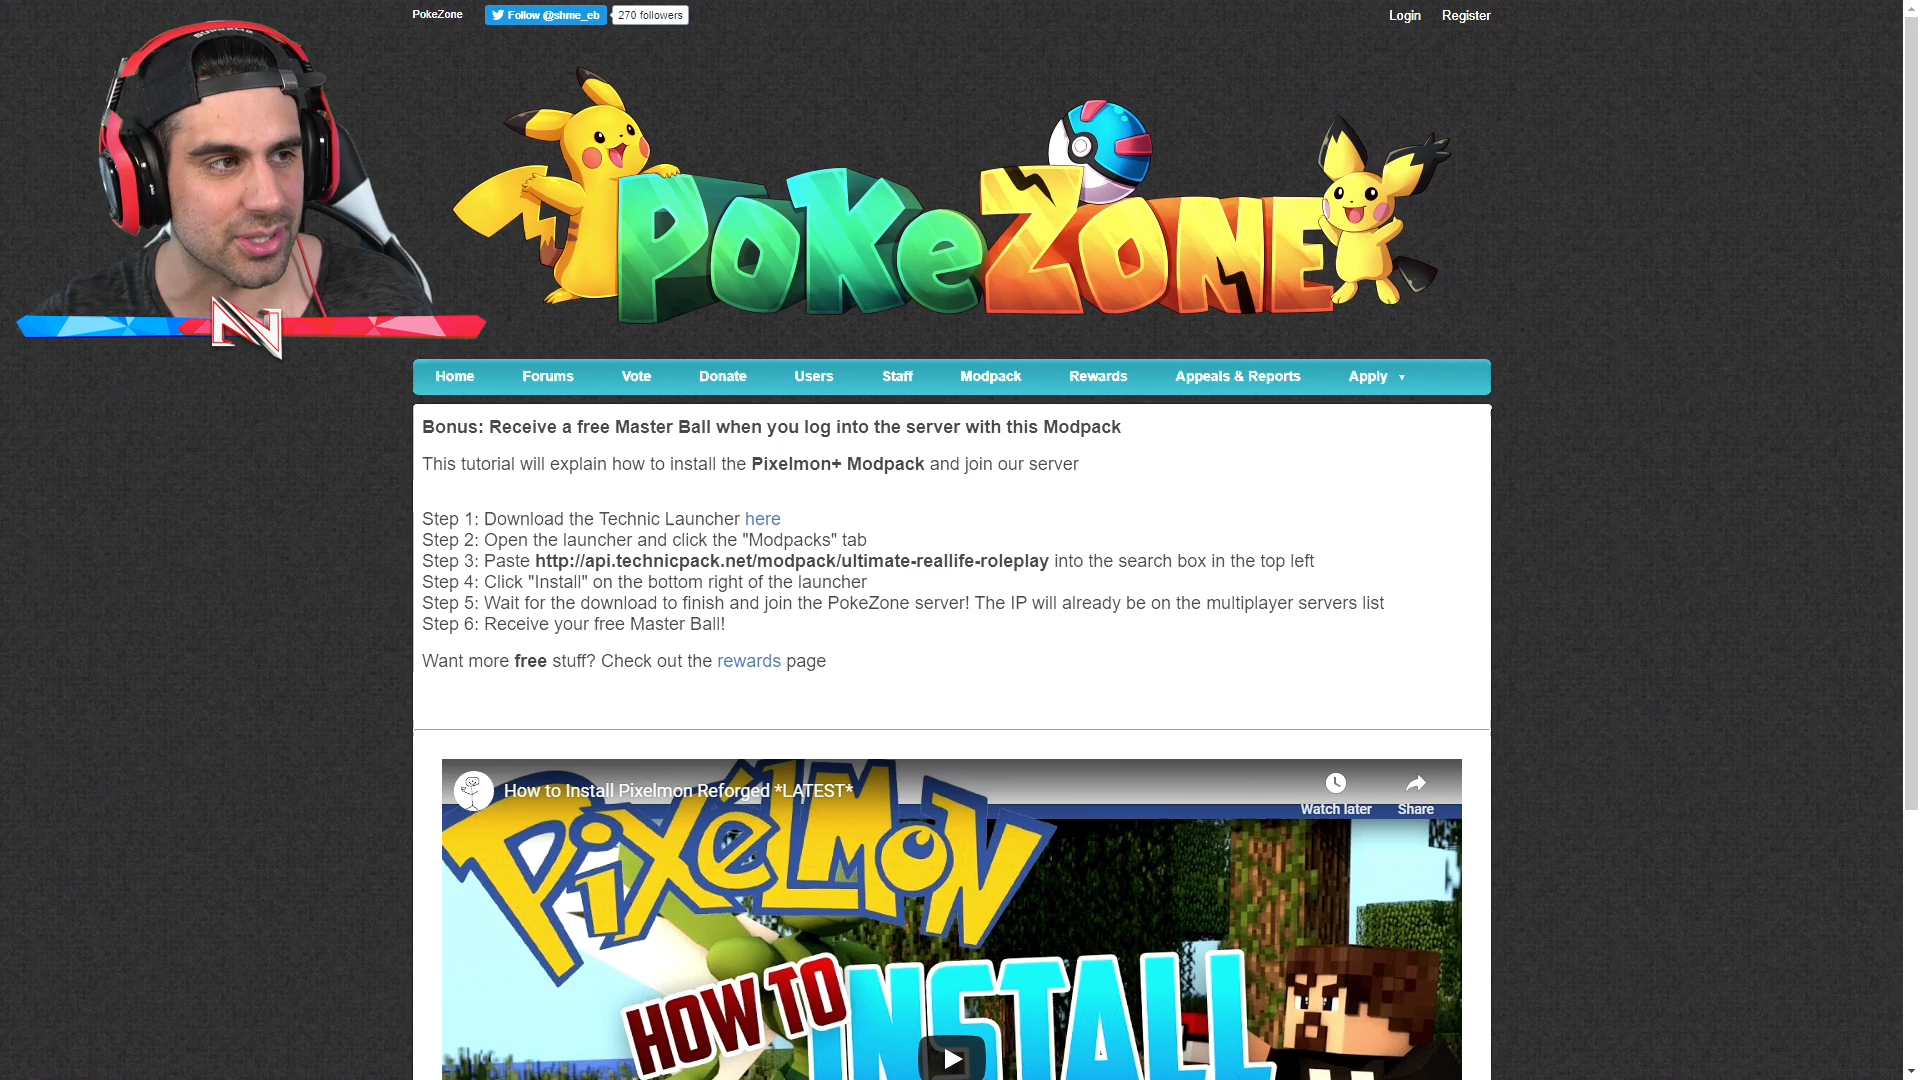 PokeZone
Follow @shme_eb
270 followers
Login
Register
POKeZONE
Home
Forums
Vote
Donate
Users
Staff
Modpack
Rewards
Appeals & Reports
Apply
Bonus: Receive a free Master Ball when you log into the server with this Modpack
This tutorial will explain how to install the Pixelmon+ Modpack and join our server
Step 1: Download the Technic Launcher here
Step 2: Open the launcher and click the "Modpacks" tab
Step 3: Paste http://api.technicpack.net/modpack/ultimate-reallife-roleplay into the search box in the top left
Step 4: Click "Install" on the bottom right of the launcher
Step 5: Wait for the download to finish and join the PokeZone server! The IP will already be on the multiplayer servers list
Step 6: Receive your free Master Ball!
Want more free stuff? Check out the rewards page
How to Install Pixelmon Reforged *LATEST*
Watch later
Share
PiXéLMON
HOW TO INSTALL